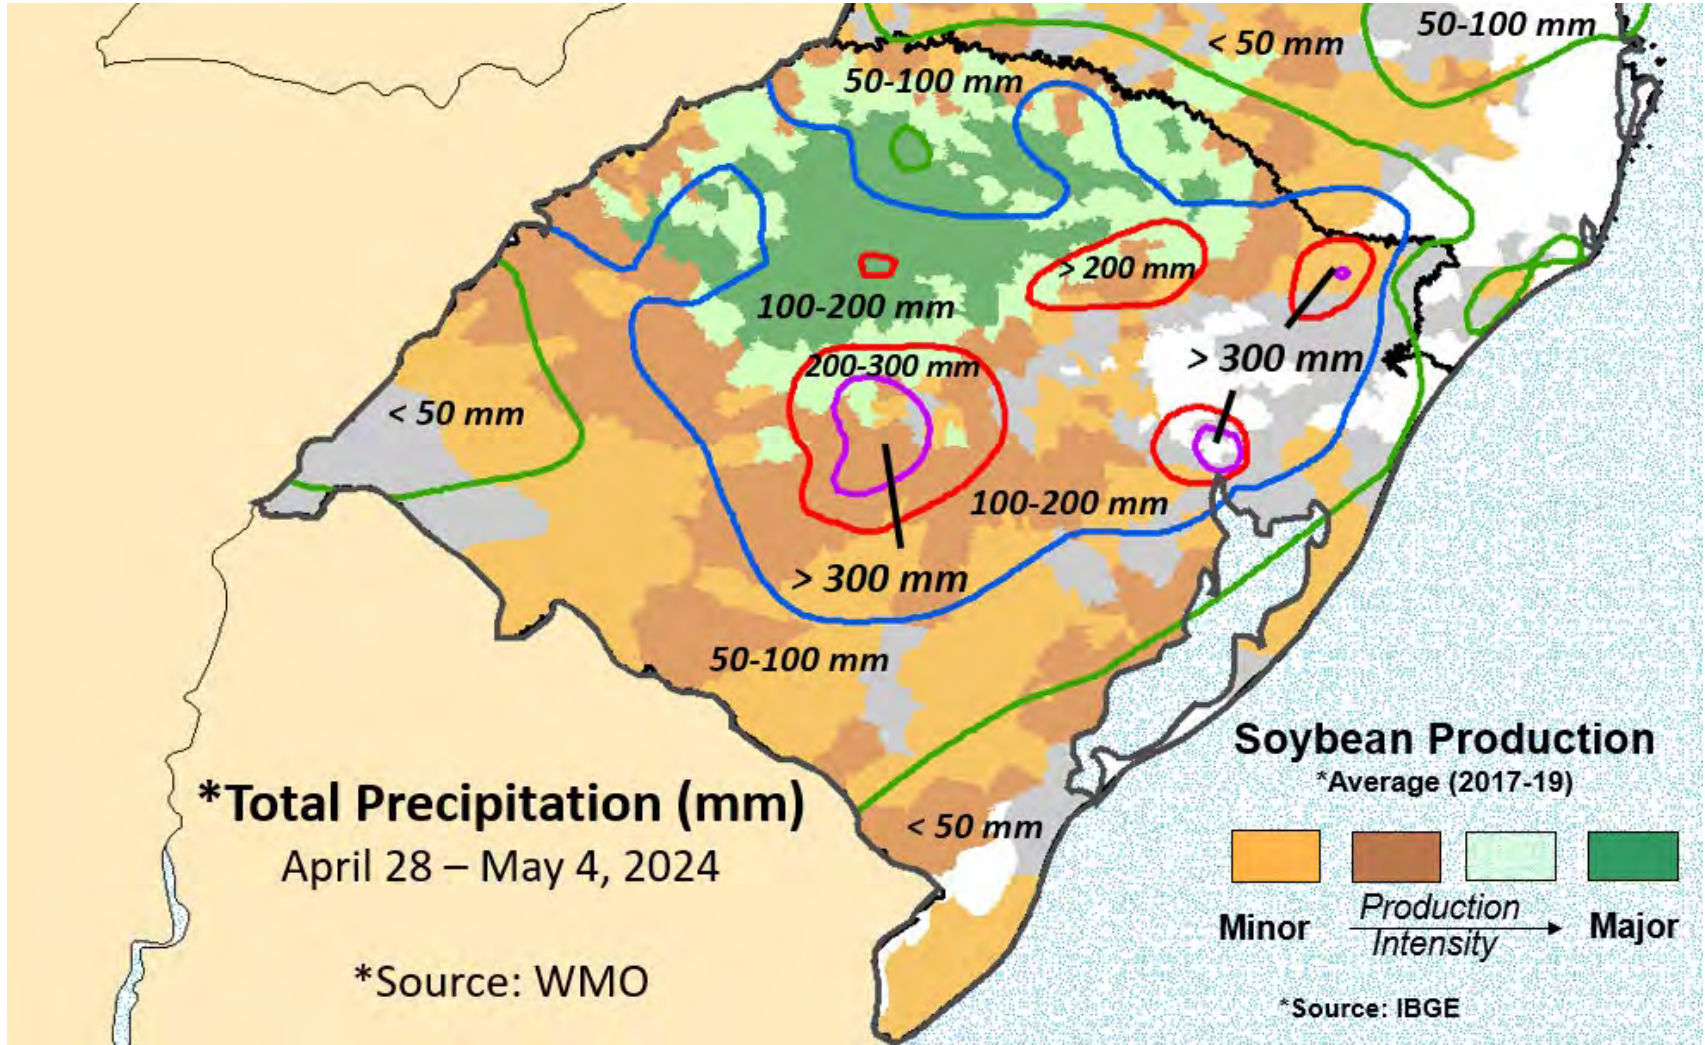 50-100 mm
< 50 mm
50-100 mm
> 200 mm
100-200 mm
> 300 mm
200-300 mm
< 50 mm
100-200 mm
> 300 mm
50-100 mm
< 50 mm
*Total Precipitation (mm)
April 28 – May 4, 2024
*Source: WMO
Soybean Production
*Average (2017-19)
Minor
Production
Intensity
Major
*Source: IBGE